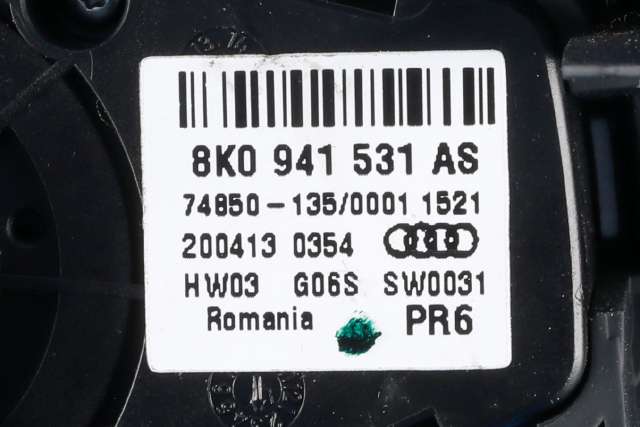 8K0 941 531 AS
74850-135/0001 1521
200413 0354
HW03 G06S SW0031
Romania PR6